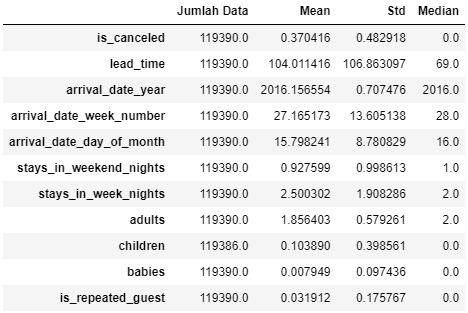 Jumlah Data Mean Std Median
is_canceled 119390.0 0.370416 0.482918 0.0
lead_time 119390.0 104.011416 106.863097 69.0
arrival_date_year 119390.0 2016.156554 0.707476 2016.0
arrival_date_week_number 119390.0 27.165173 13.605138 28.0
arrival_date_day_of_month 119390.0 15.798241 8.780829 16.0
stays_in_weekend_nights 119390.0 0.927599 0.998613 1.0
stays_in_week_nights 119390.0 2.500302 1.908286 2.0
adults 119390.0 1.856403 0.579261 2.0
children 119386.0 0.103890 0.398561 0.0
babies 119390.0 0.007949 0.097436 0.0
is_repeated_guest 119390.0 0.031912 0.175767 0.0